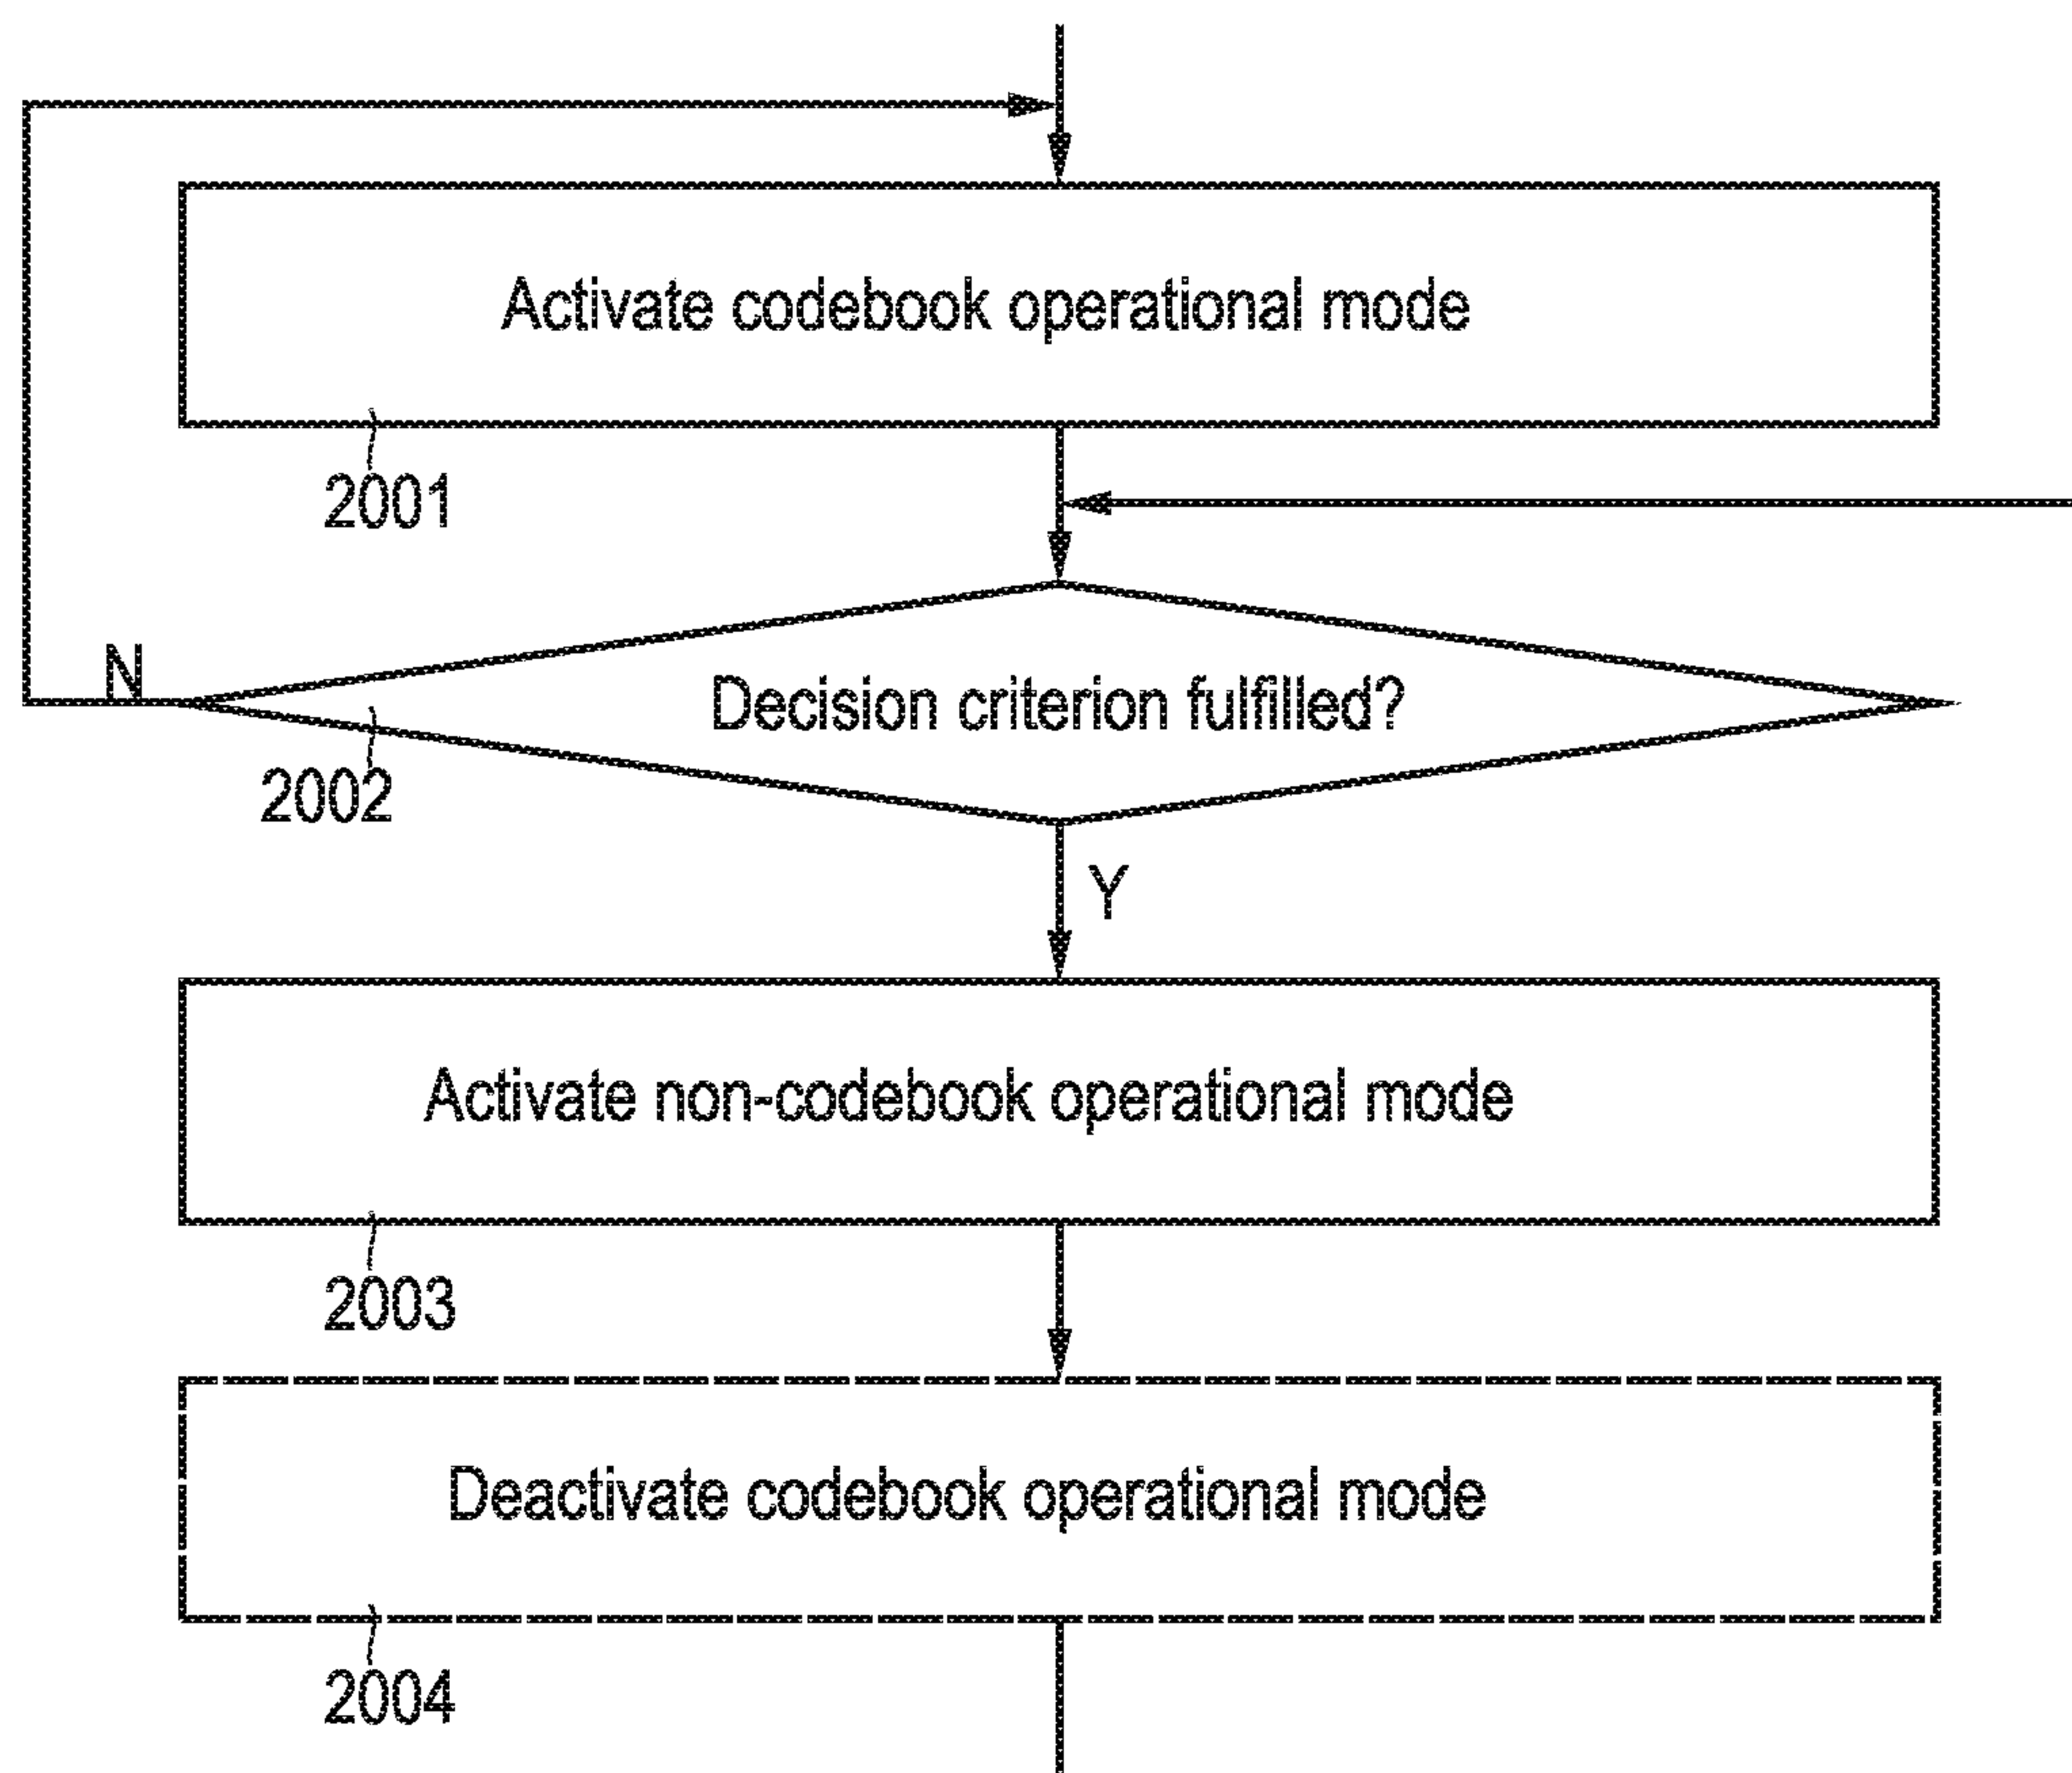 Activate codebook operational mode
2001
N
Decision criterion fulfilled?
2002
Y
Activate non-codebook operational mode
2003
Deactivate codebook operational mode
2004